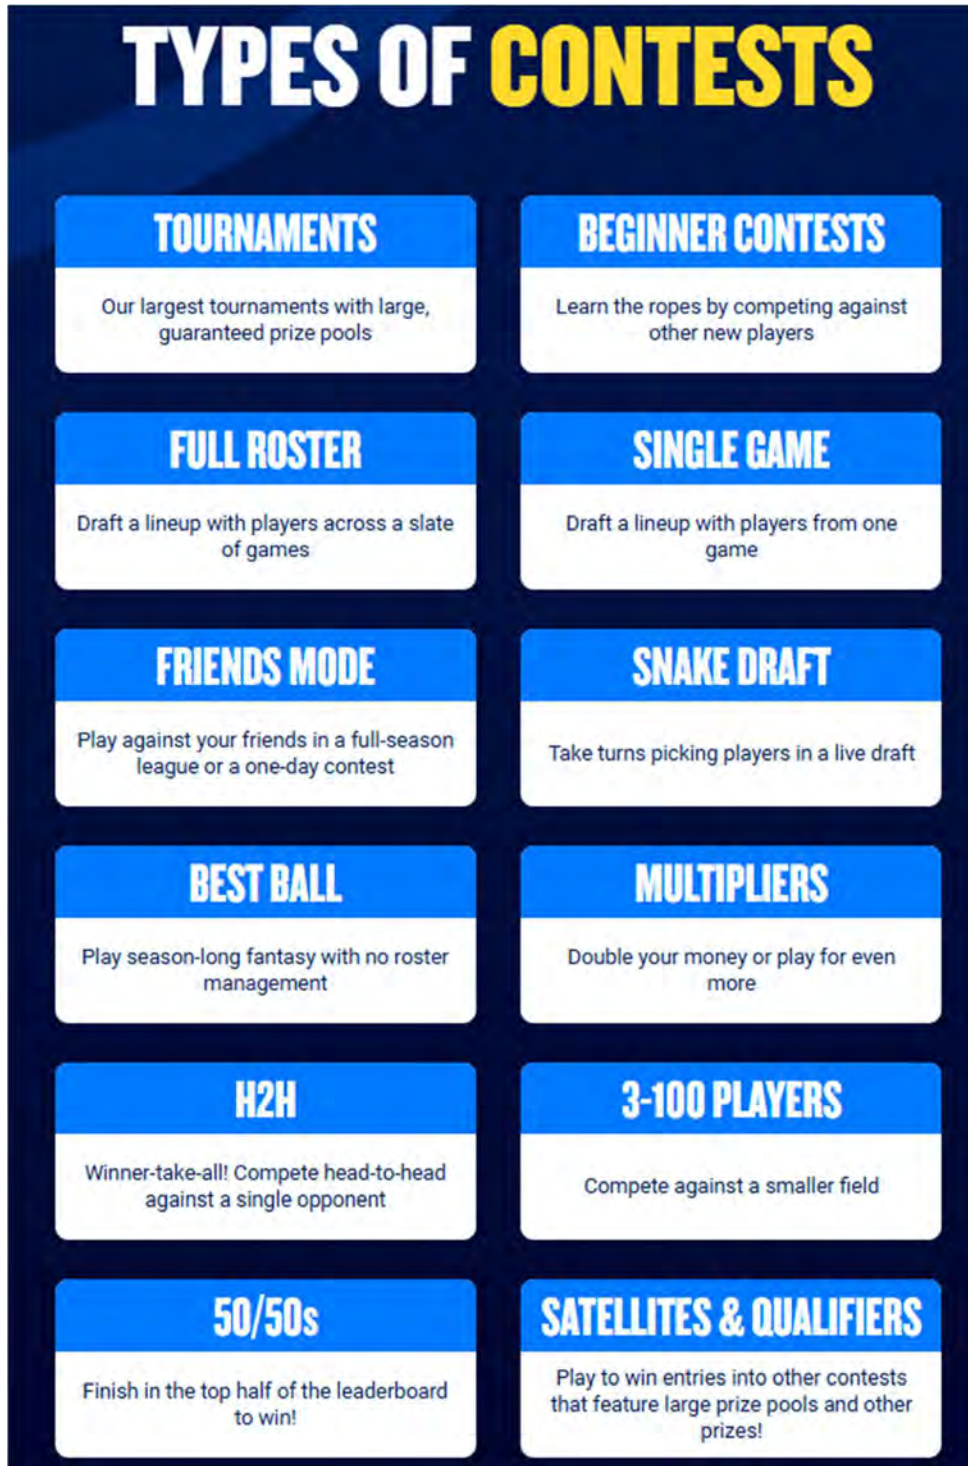 TYPES OF CONTESTS
TOURNAMENTS
Our largest tournaments with large,
guaranteed prize pools
BEGINNER CONTESTS
Learn the ropes by competing against
other new players
FULL ROSTER
Draft a lineup with players across a slate
of games
SINGLE GAME
Draft a lineup with players from one
game
FRIENDS MODE
Play against your friends in a full-season
league or a one-day contest
SNAKE DRAFT
Take turns picking players in a live draft
BEST BALL
Play season-long fantasy with no roster
management
MULTIPLIERS
Double your money or play for even
more
H2H
Winner-take-all! Compete head-to-head
against a single opponent
3-100 PLAYERS
Compete against a smaller field
50/50s
Finish in the top half of the leaderboard
to win!
SATELLITES & QUALIFIERS
Play to win entries into other contests
that feature large prize pools and other
prizes!